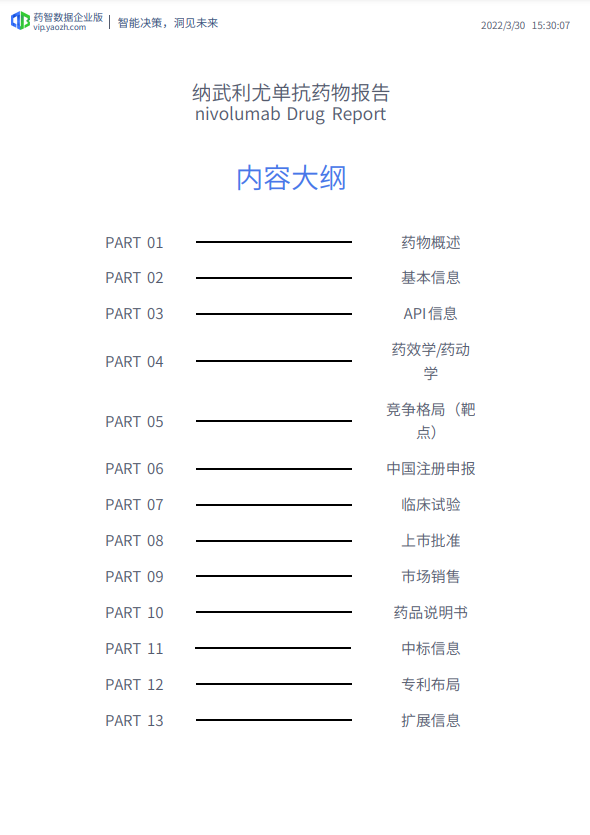 药智数据企业版
vip.yaozh.com
智能决策，洞见未来
2022/3/30 15:30:07
纳武利尤单抗药物报告
nivolumab Drug Report
内容大纲
PART 01 药物概述
PART 02 基本信息
PART 03 API信息
PART 04 药效学/药动
学
PART 05 竞争格局（靶
点）
PART 06 中国注册申报
PART 07 临床试验
PART 08 上市批准
PART 09 市场销售
PART 10 药品说明书
PART 11 中标信息
PART 12 专利布局
PART 13 扩展信息